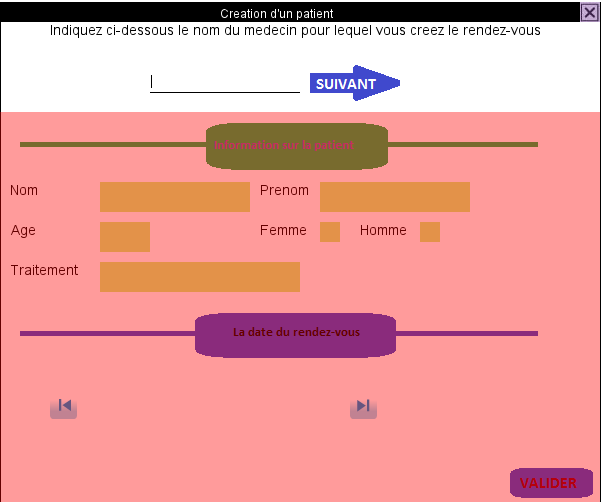 Creation d'un patient
Indiquez ci-dessous le nom du medecin pour lequel vous creez le rendez-vous
SUIVANT
Information sur la patient
Nom
Prenom
Age
Femme
Homme
Traitement
La date du rendez-vous
VALIDER